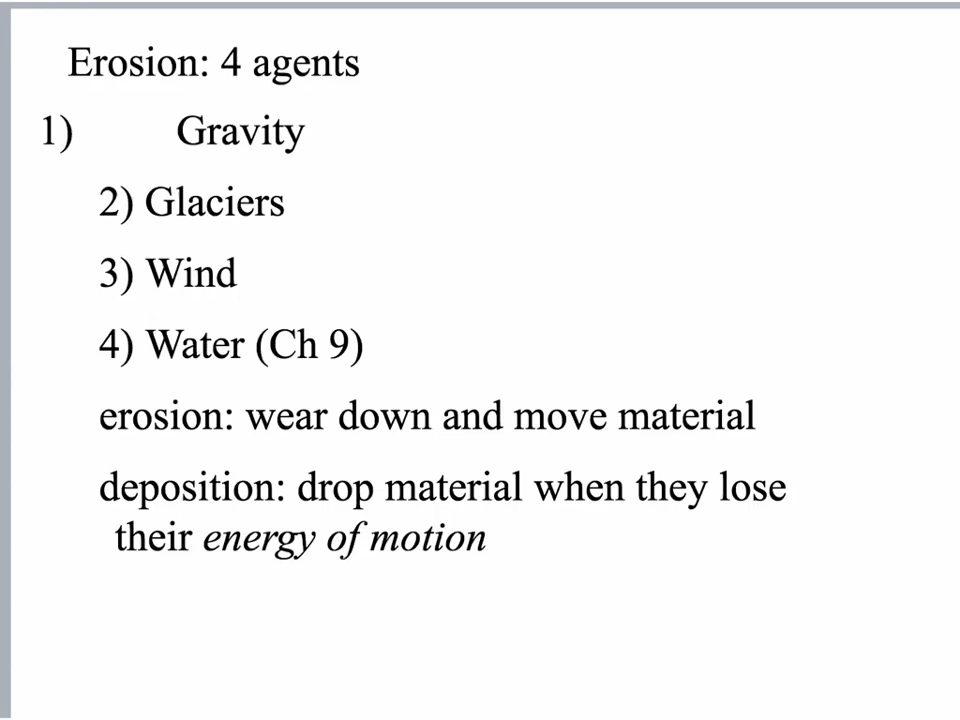 Erosion: 4 agents
1) Gravity
2) Glaciers
3) Wind
4) Water (Ch 9)
erosion: wear down and move material
deposition: drop material when they lose
their energy of motion